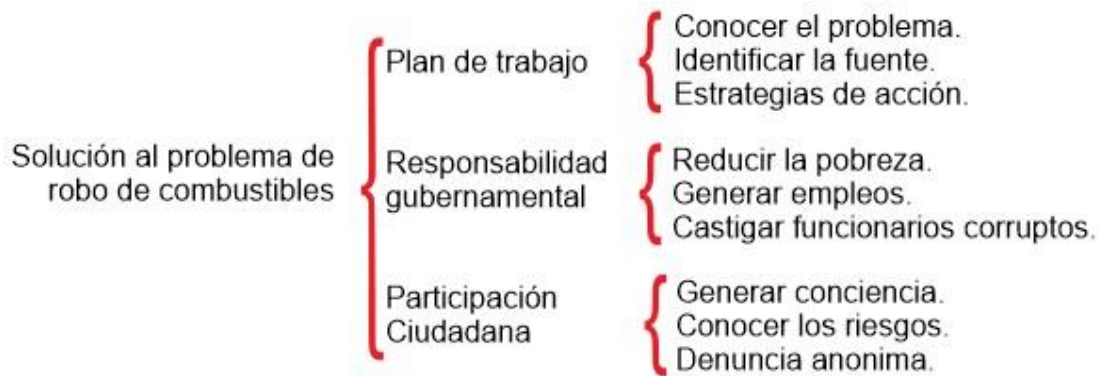 Solución al problema de
robo de combustibles
Plan de trabajo
Conocer el problema.
Identificar la fuente.
Estrategias de acción.
Responsabilidad
gubernamental
Reducir la pobreza.
Generar empleos.
Castigar funcionarios corruptos.
Participación
Ciudadana
Generar conciencia.
Conocer los riesgos.
Denuncia anonima.